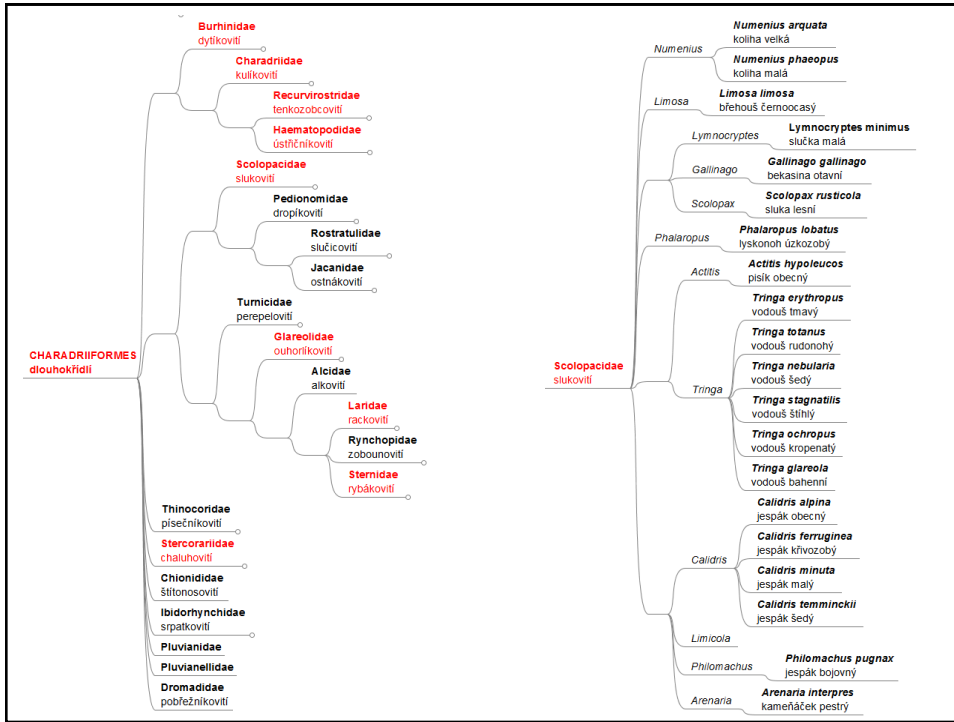 Burhinidae
dytíkovití
Charadriidae
kulíkovití
Recurvirostridae
tenkozobcovití
Haematopodidae
ústřičníkovití
Scolopacidae
slukovití
Pedionomidae
dropíkovití
Rostratulidae
slučicovití
Jacanidae
ostnákovití
Turnicidae
perepelovití
Glareolidae
ouhorlíkovití
Alcidae
alkovití
CHARADRIIFORMES
dlouhokřídlí
Laridae
rackovití
Rynchopidae
zobounovití
Sternidae
rybákovití
Thinocoridae
písečníkovití
Stercorariidae
chaluhovití
Chionididae
štítonosovití
Ibidorhynchidae
srpatkovití
Pluvianidae
Pluvianellidae
Dromadidae
pobřežníkovití
Scolopacidae
slukovití
Numenius
Numenius arquata
koliha velká
Numenius phaeopus
koliha malá
Limosa
Limosa limosa
břehouš černoocasý
Lymnocryptes
Lymnocryptes minimus
slučka malá
Gallinago
Gallinago gallinago
bekasina otavní
Scolopax
Scolopax rusticola
sluka lesní
Phalaropus
Phalaropus lobatus
lyskonoh úzkozobý
Actitis
Actitis hypoleucos
pisík obecný
Tringa
Tringa erythropus
vodouš tmavý
Tringa totanus
vodouš rudonohý
Tringa nebularia
vodouš šedý
Tringa stagnatilis
vodouš štíhlý
Tringa ochropus
vodouš kropenatý
Tringa glareola
vodouš bahenní
Calidris
Calidris alpina
jespák obecný
Calidris ferruginea
jespák křivozobý
Calidris minuta
jespák malý
Calidris temminckii
jespák šedý
Limicola
Philomachus
Philomachus pugnax
jespák bojovný
Arenaria
Arenaria interpres
kameňáček pestrý